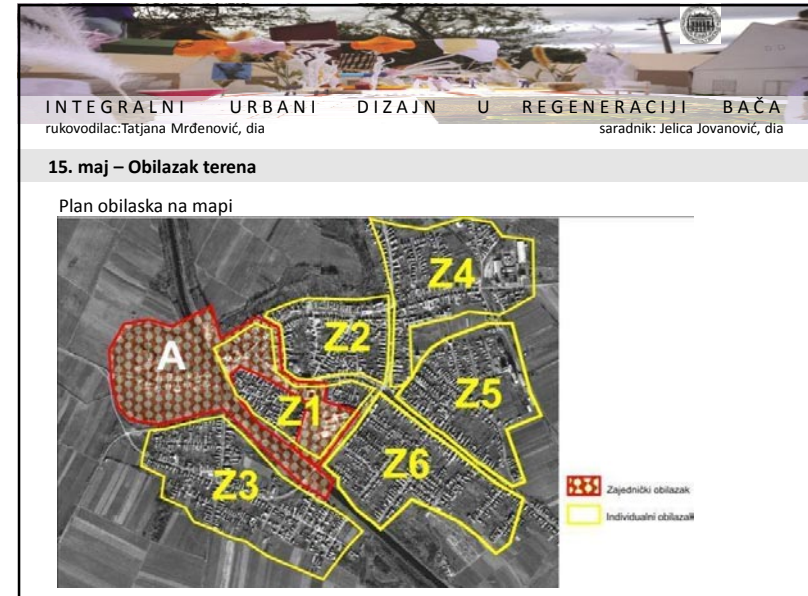 INTEGRALNI URBANI DIZAJN U REGENERACIJI BAČA
rukovodilac:Tatjana Mrđenović, dia
saradnik: Jelica Jovanović, dia
15. maj – Obilazak terena
Plan obilaska na mapi
Z4
Z2
A
Z1
Z5
Z6
Z3
Zajednički obilazak
Individualni obilazak